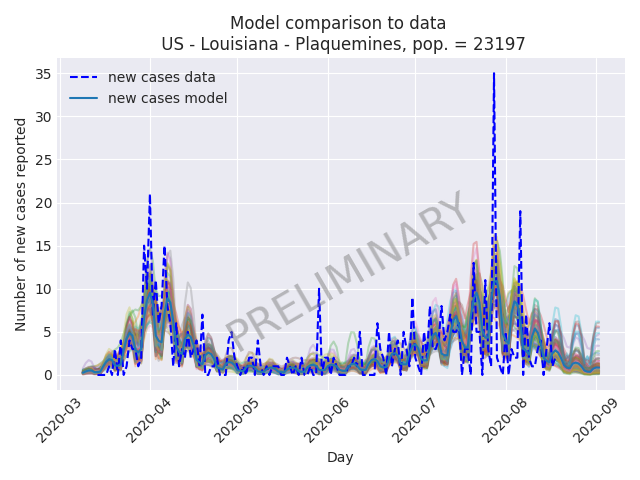 Model comparison to data
US - Louisiana - Plaquemines, pop. = 23197
new cases data
new cases model
PRELIMINARY
Number of new cases reported
35
30
25
20
15
10
5
0
2020-03
2020-04
2020-05
2020-06
2020-07
2020-08
2020-09
Day